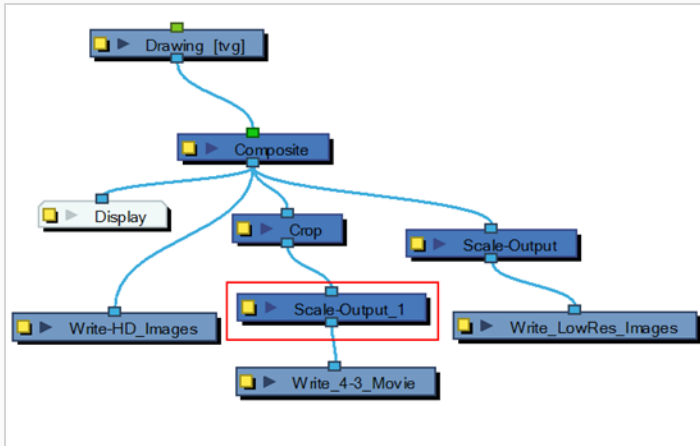 Drawing [tvg]
Composite
Display
Crop
Scale-Output
Scale-Output_1
Write-HD_Images
Write_LowRes_Images
Write_4-3_Movie